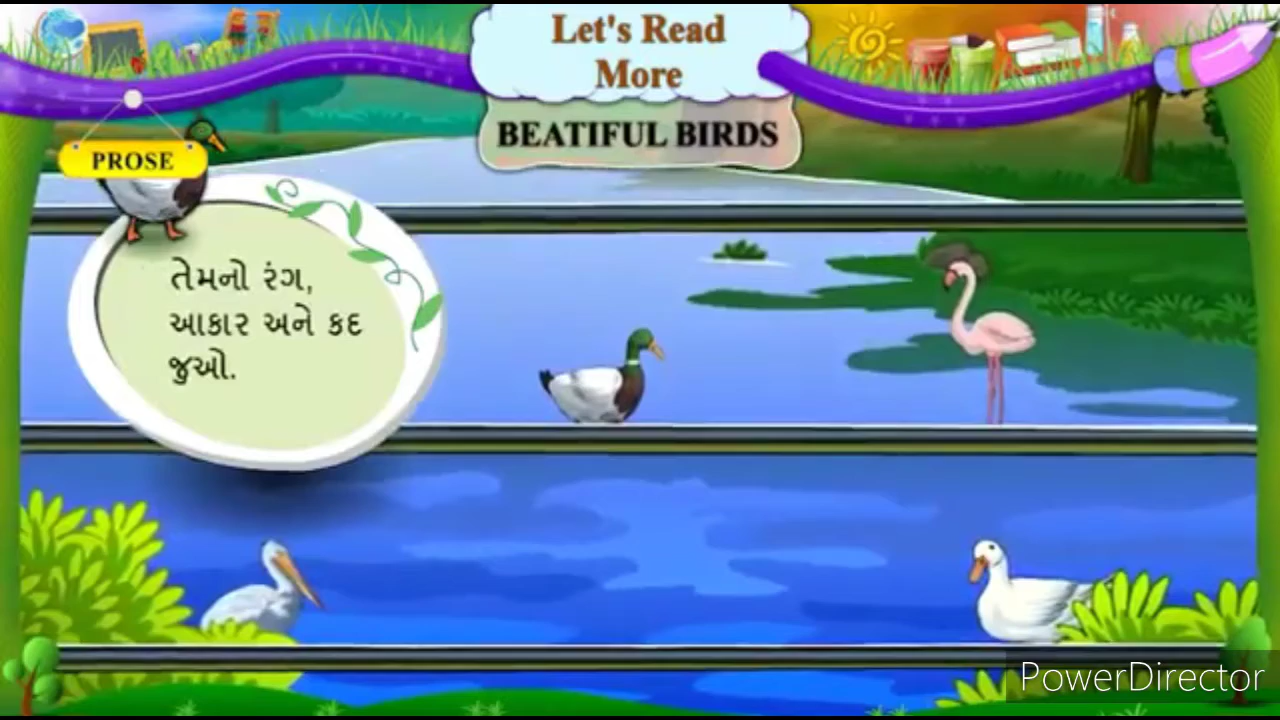 Let's Read
More
BEATIFUL BIRDS
PROSE
તેમનો રંગ,
આકાર અને કદ
જુઓ.
PowerDirector